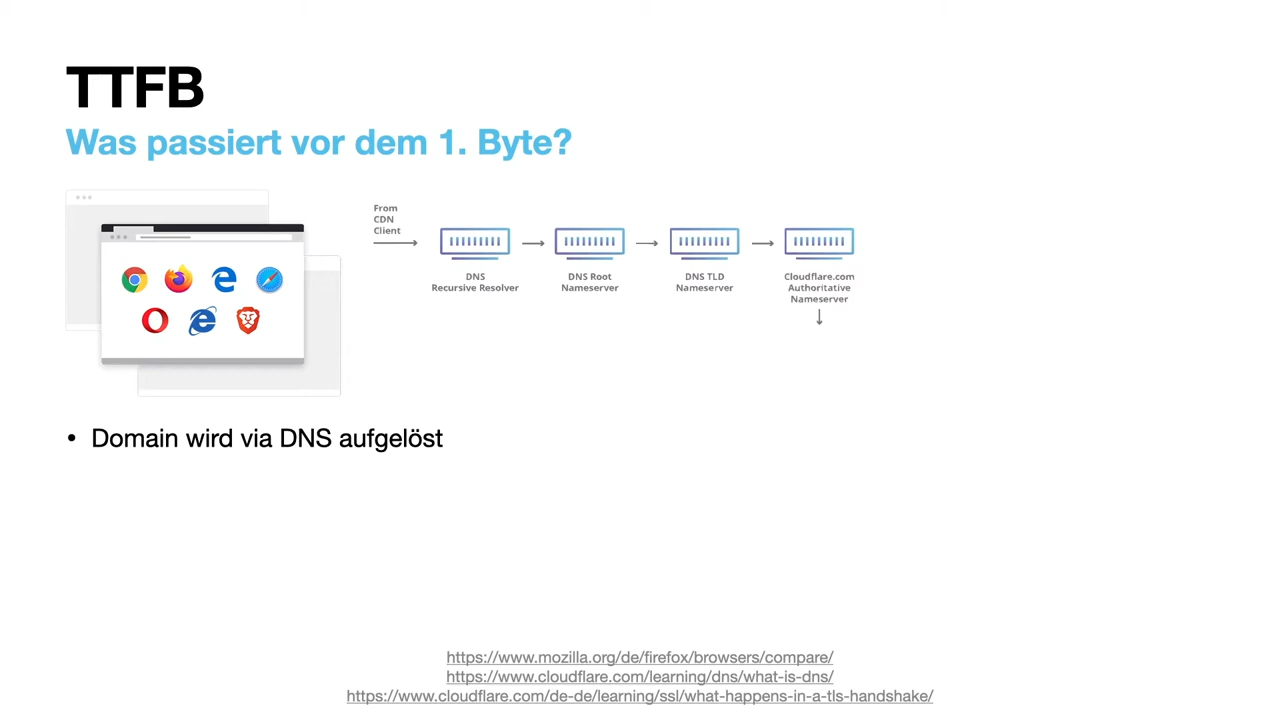 TTFB
Was passiert vor dem 1. Byte?
From
CDN
Client
DNS
Recursive Resolver
DNS Root
Nameserver
DNS TLD
Nameserver
Cloudflare.com
Authoritative
Nameserver
• Domain wird via DNS aufgelöst
https://www.mozilla.org/de/firefox/browsers/compare/
https://www.cloudflare.com/learning/dns/what-is-dns/
https://www.cloudflare.com/de-de/learning/ssl/what-happens-in-a-tls-handshake/